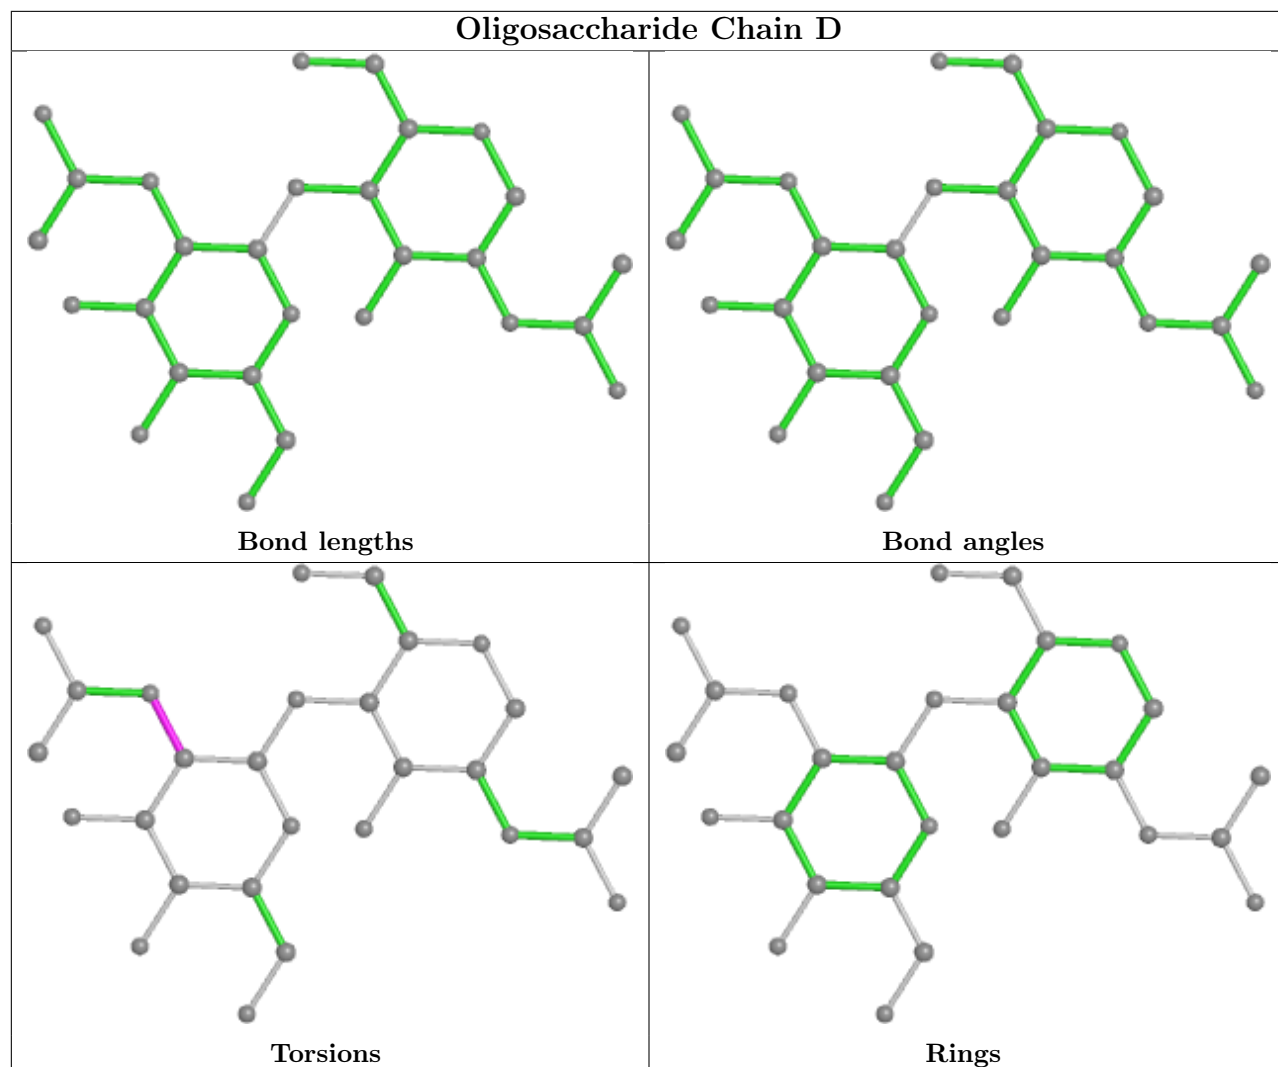 Oligosaccharide Chain D
Bond lengths
Bond angles
Torsions
Rings